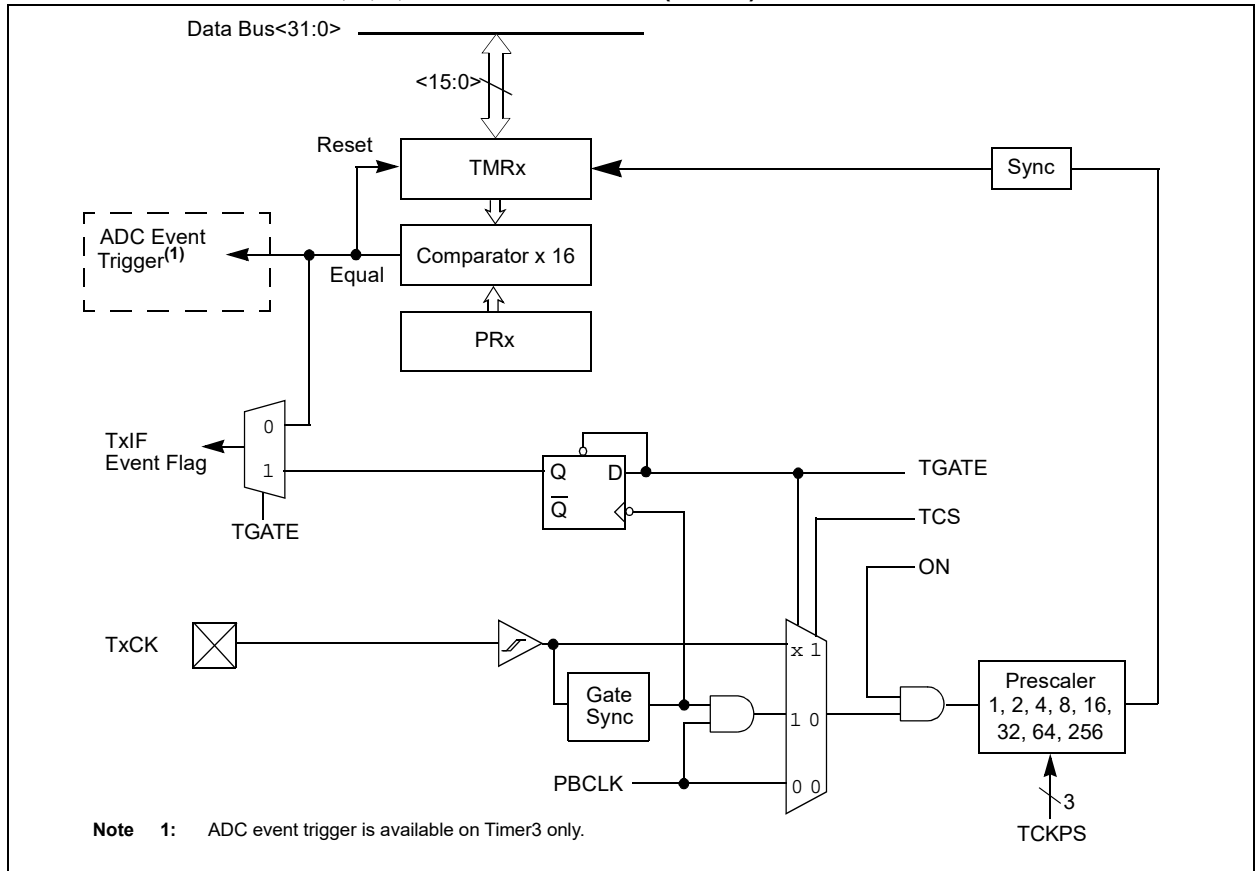 Data Bus<31:0>
<15:0>
Reset
TMRx
Sync
ADC Event
Trigger(1)
Equal
Comparator x 16
PRx
TxIF
Event Flag
0
1
TGATE
Q
D
Q
TGATE
TCS
ON
TxCK
Gate
Sync
x 1
1 0
0 0
PBCLK
Prescaler
1, 2, 4, 8, 16,
32, 64, 256
3
TCKPS
Note 1: ADC event trigger is available on Timer3 only.